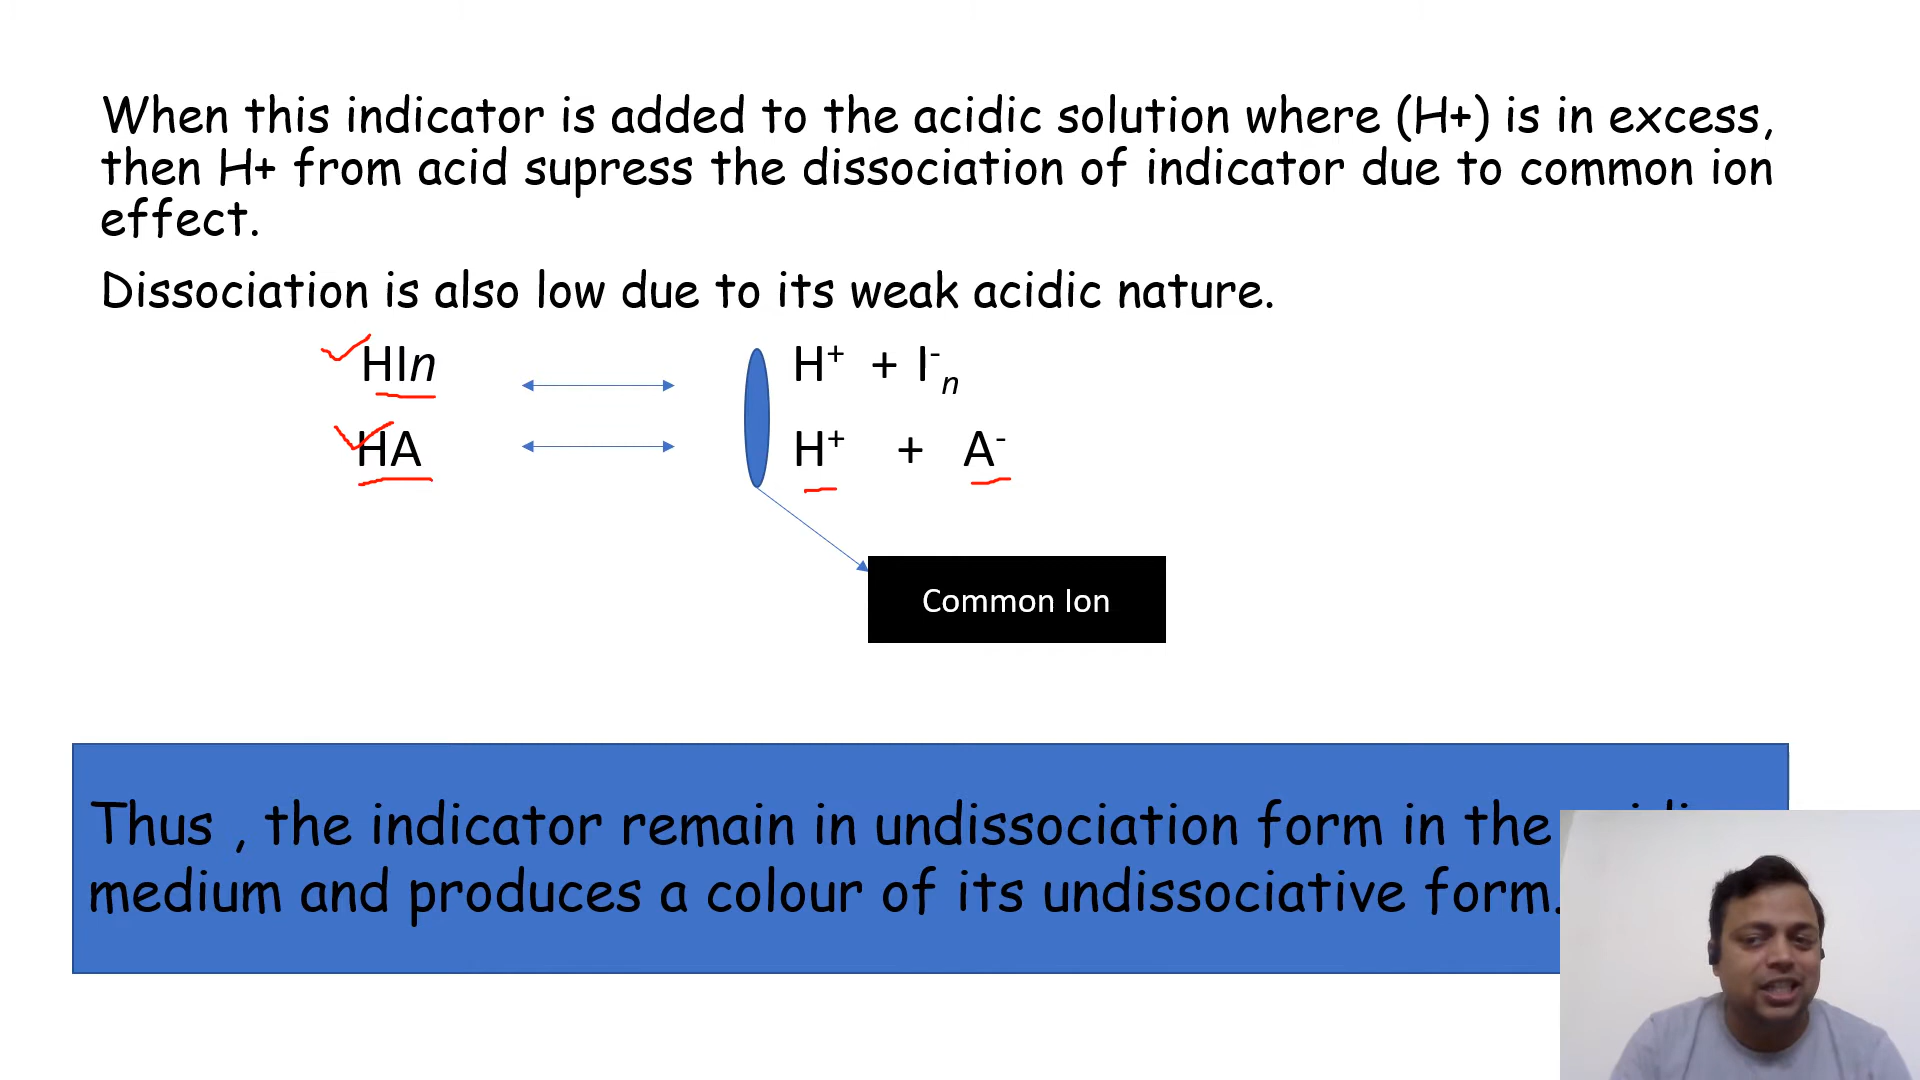 When this indicator is added to the acidic solution where (H+) is in excess,
then H+ from acid supress the dissociation of indicator due to common ion
effect.
Dissociation is also low due to its weak acidic nature.
HIn H⁺ + I⁻n
HA H⁺ + A⁻
Common Ion
Thus , the indicator remain in undissociation form in the
medium and produces a colour of its undissociative form.